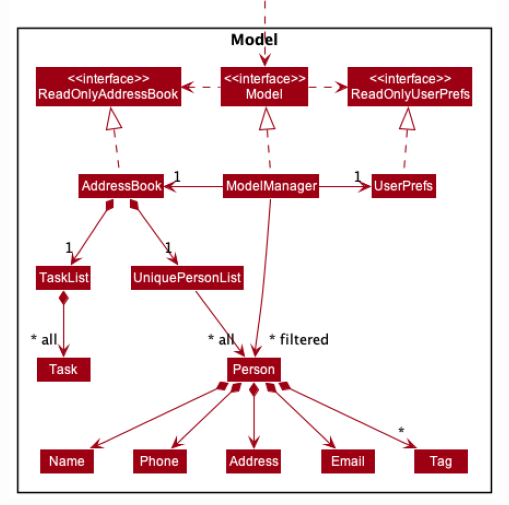 Model
<<interface>>
ReadOnlyAddressBook
<<interface>>
Model
<<interface>>
ReadOnlyUserPrefs
AddressBook
1
ModelManager
1
UserPrefs
1
1
TaskList
UniquePersonList
* all
* all
* filtered
Task
Person
*
Name
Phone
Address
Email
Tag